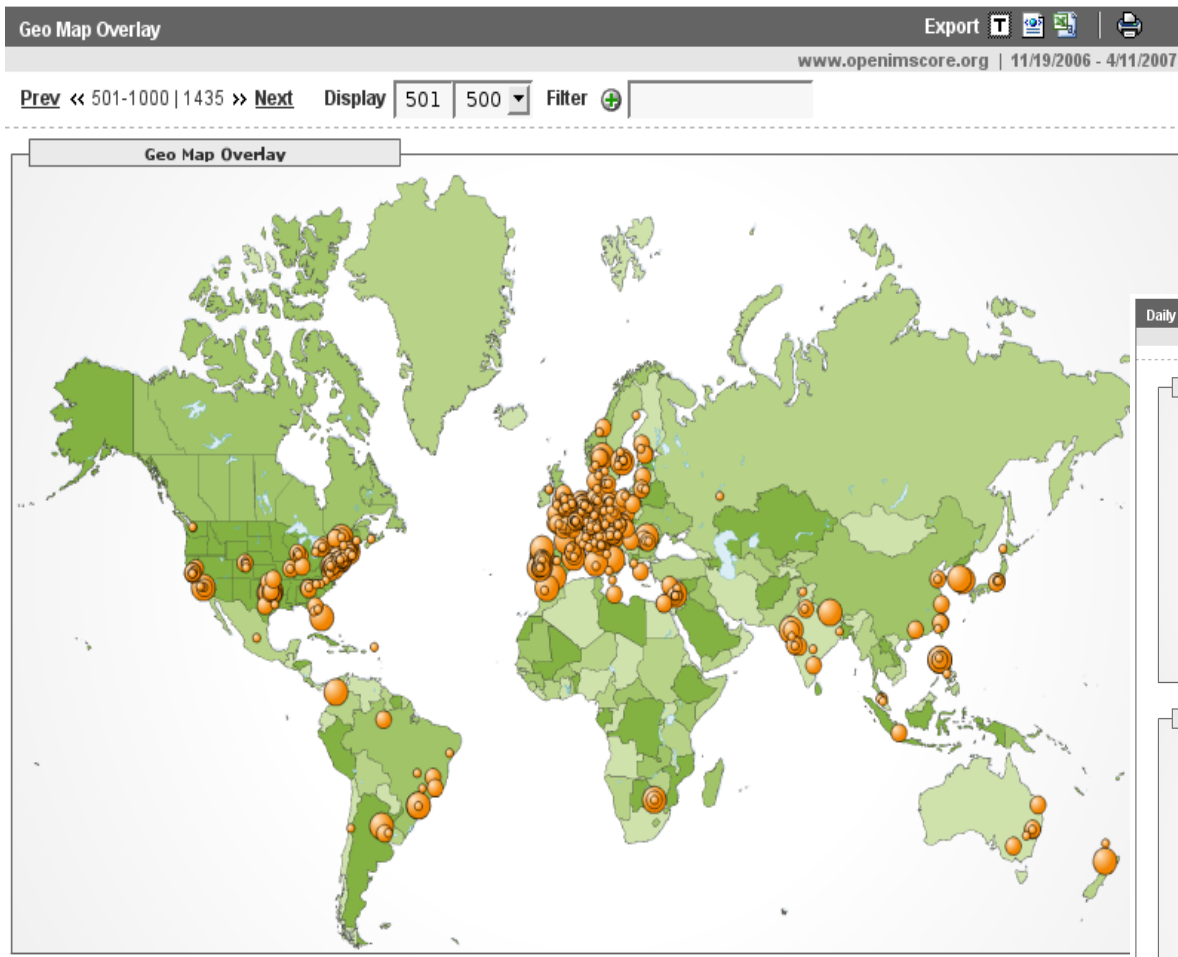 Geo Map Overlay Export T
www.openimscore.org | 11/19/2006 - 4/11/2007
Prev « 501-1000 | 1435 » Next Display 501 500 Filter
Geo Map Overlay
Daily